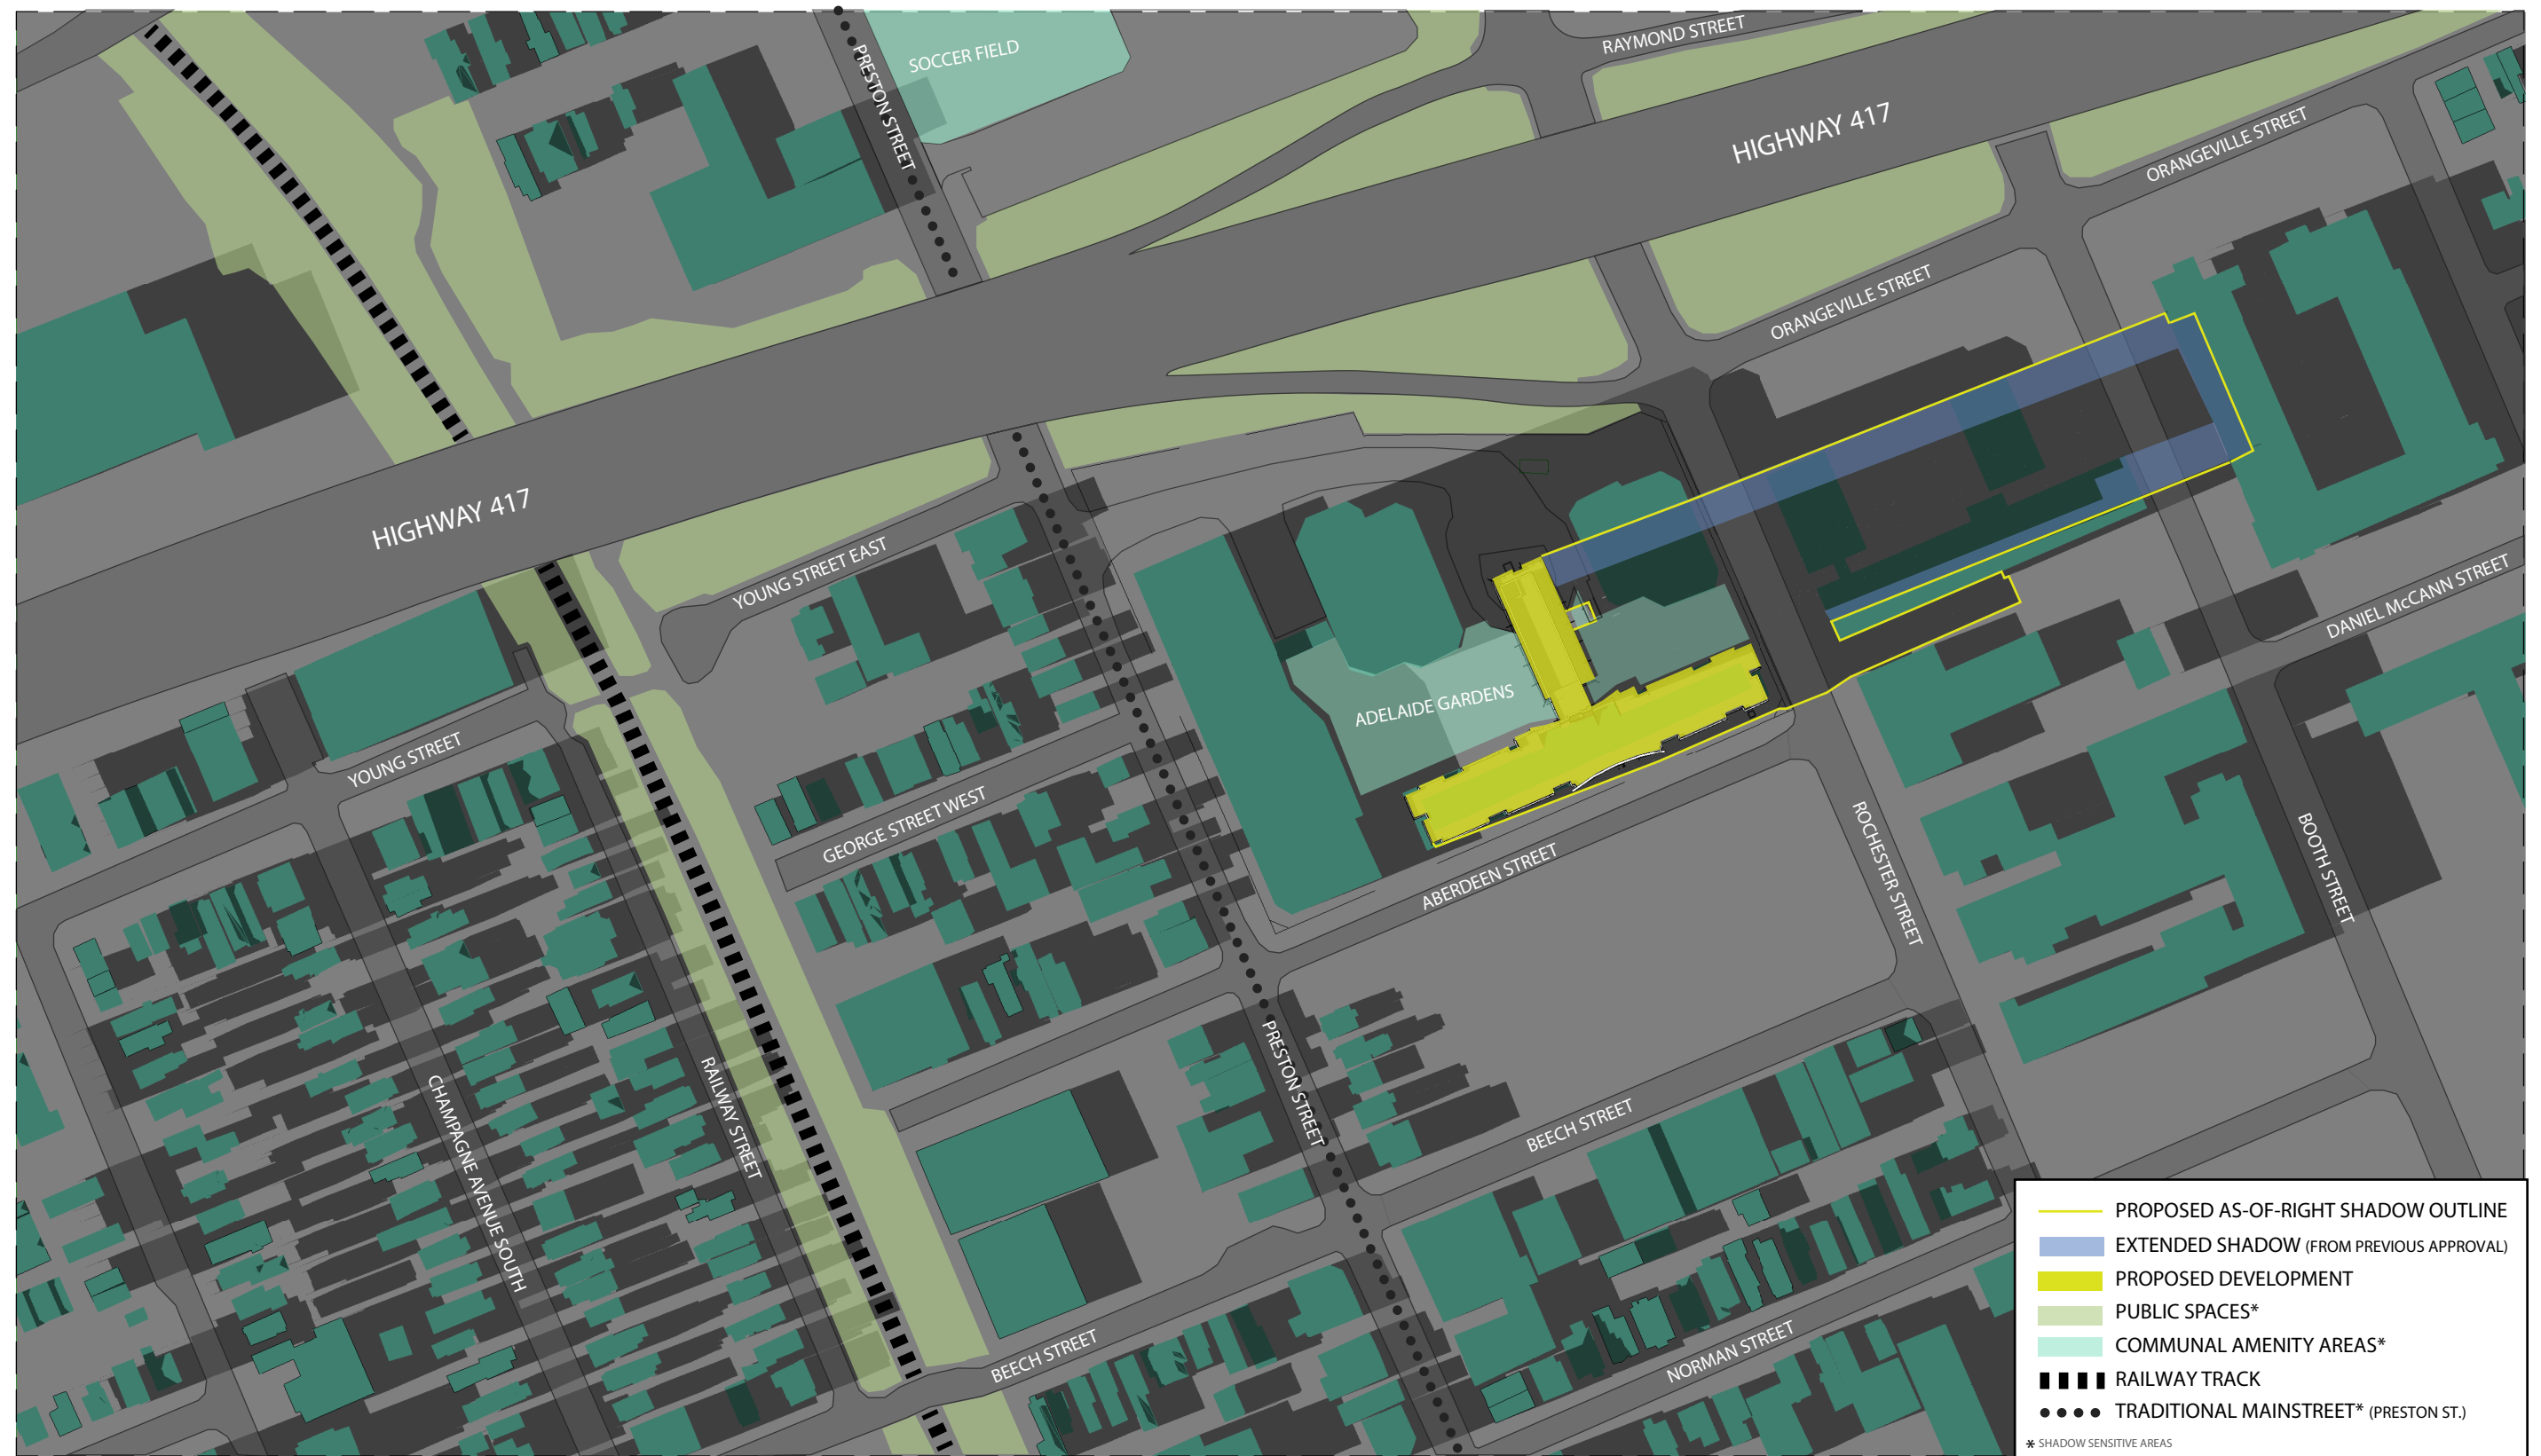 SOCCER FIELD
PRESTON STREET
RAYMOND STREET
HIGHWAY 417
ORANGEVILLE STREET
ORANGEVILLE STREET
HIGHWAY 417
YOUNG STREET EAST
DANIEL McCANN STREET
ADELAIDE GARDENS
YOUNG STREET
GEORGE STREET WEST
ABERDEEN STREET
ROCHESTER STREET
BOOTH STREET
CHAMPAGNE AVENUE SOUTH
RAILWAY STREET
PRESTON STREET
BEECH STREET
BEECH STREET
NORMAN STREET
PROPOSED AS-OF-RIGHT SHADOW OUTLINE
EXTENDED SHADOW (FROM PREVIOUS APPROVAL)
PROPOSED DEVELOPMENT
PUBLIC SPACES*
COMMUNAL AMENITY AREAS*
RAILWAY TRACK
TRADITIONAL MAINSTREET* (PRESTON ST.)
* SHADOW SENSITIVE AREAS